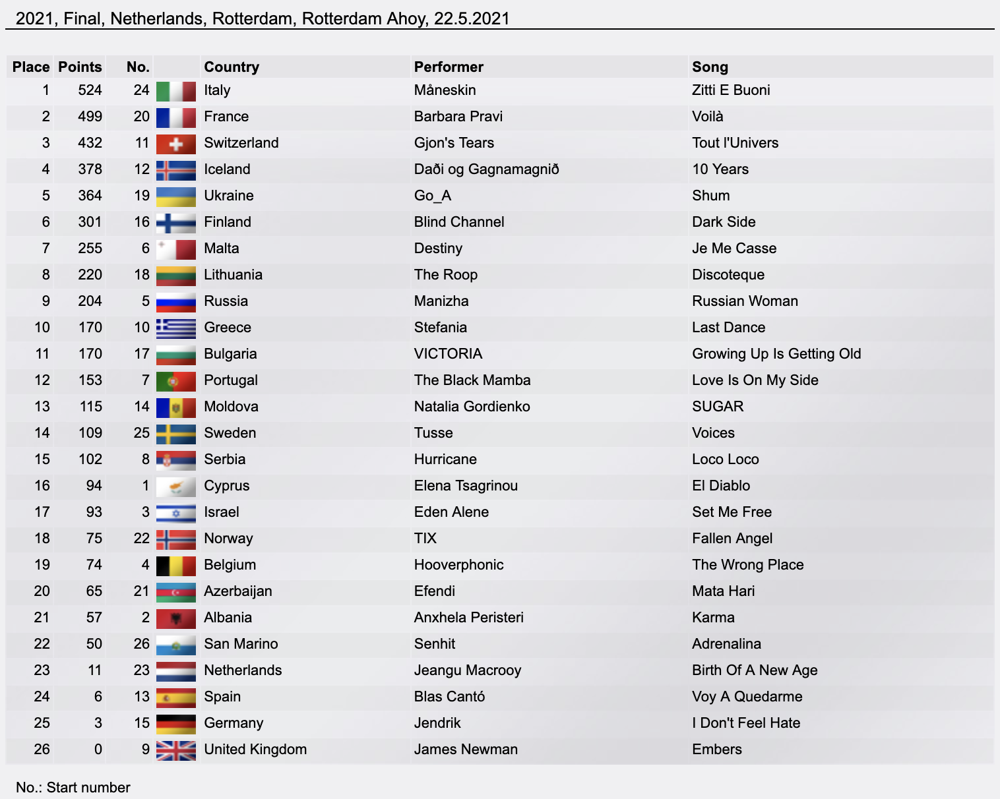 2021, Final, Netherlands, Rotterdam, Rotterdam Ahoy, 22.5.2021
Place Points No. Country Performer Song
1 524 24 Italy Måneskin Zitti E Buoni
2 499 20 France Barbara Pravi Voilà
3 432 11 Switzerland Gjon's Tears Tout l'Univers
4 378 12 Iceland Daði og Gagnamagnið 10 Years
5 364 19 Ukraine Go_A Shum
6 301 16 Finland Blind Channel Dark Side
7 255 6 Malta Destiny Je Me Casse
8 220 18 Lithuania The Roop Discoteque
9 204 5 Russia Manizha Russian Woman
10 170 10 Greece Stefania Last Dance
11 170 17 Bulgaria VICTORIA Growing Up Is Getting Old
12 153 7 Portugal The Black Mamba Love Is On My Side
13 115 14 Moldova Natalia Gordienko SUGAR
14 109 25 Sweden Tusse Voices
15 102 8 Serbia Hurricane Loco Loco
16 94 1 Cyprus Elena Tsagrinou El Diablo
17 93 3 Israel Eden Alene Set Me Free
18 75 22 Norway TIX Fallen Angel
19 74 4 Belgium Hooverphonic The Wrong Place
20 65 21 Azerbaijan Efendi Mata Hari
21 57 2 Albania Anxhela Peristeri Karma
22 50 26 San Marino Senhit Adrenalina
23 11 23 Netherlands Jeangu Macrooy Birth Of A New Age
24 6 13 Spain Blas Cantó Voy A Quedarme
25 3 15 Germany Jendrik I Don't Feel Hate
26 0 9 United Kingdom James Newman Embers
No.: Start number